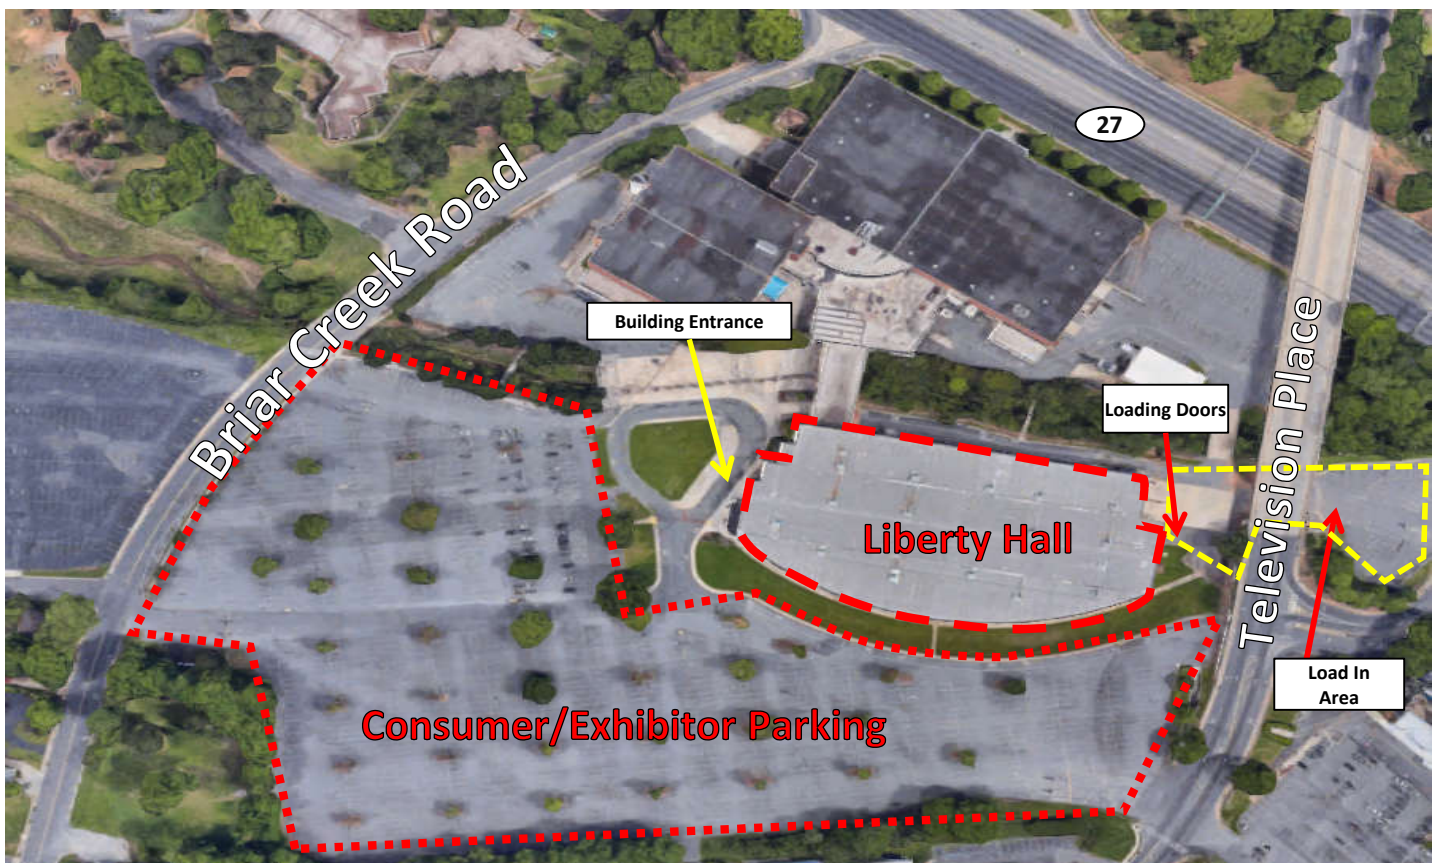 27
Briar Creek Road
Building Entrance
Television Place
Loading Doors
Liberty Hall
Load In
Area
Consumer/Exhibitor Parking